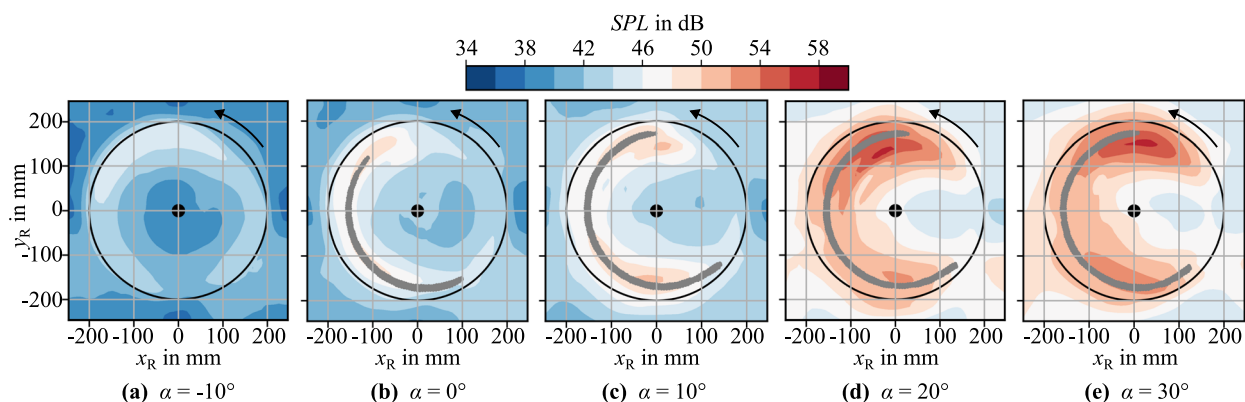 SPL in dB
34 38 42 46 50 54 58
y_R in mm
200
100
0
-100
-200
-200 -100 0 100 200 -200 -100 0 100 200 -200 -100 0 100 200 -200 -100 0 100 200 -200 -100 0 100 200
x_R in mm x_R in mm x_R in mm x_R in mm x_R in mm
(a) α = -10° (b) α = 0° (c) α = 10° (d) α = 20° (e) α = 30°